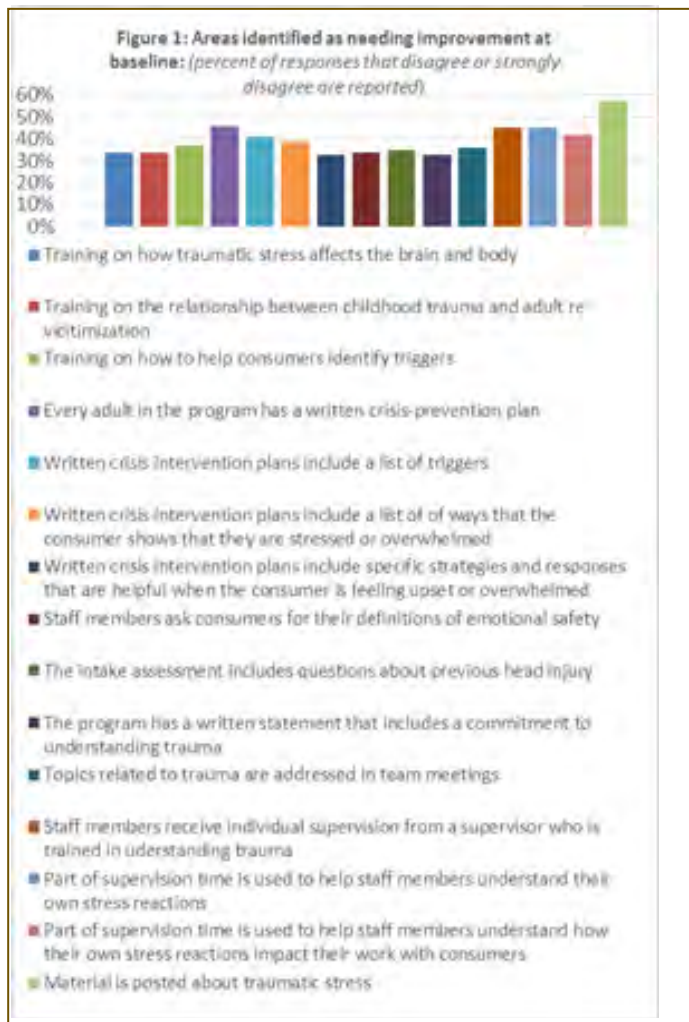 Figure 1: Areas identified as needing improvement at
baseline: (percent of responses that disagree or strongly
disagree are reported)
60%
50%
40%
30%
20%
10%
0%
Training on how traumatic stress affects the brain and body
Training on the relationship between childhood trauma and adult re
vicitimization
Training on how to help consumers identify triggers
Every adult in the program has a written crisis-prevention plan
Written crisis intervention plans include a list of triggers
Written crisis intervention plans include a list of of ways that the
consumer shows that they are stressed or overwhelmed
Written crisis intervention plans include specific strategies and responses
that are helpful when the consumer is feeling upset or overwhelmed
Staff members ask consumers for their definitions of emotional safety
The intake assessment includes questions about previous head injury
The program has a written statement that includes a commitment to
understanding trauma
Topics related to trauma are addressed in team meetings
Staff members receive individual supervision from a supervisor who is
trained in uderstanding trauma
Part of supervision time is used to help staff members understand their
own stress reactions
Part of supervision time is used to help staff members understand how
their own stress reactions impact their work with consumers
Material is posted about traumatic stress